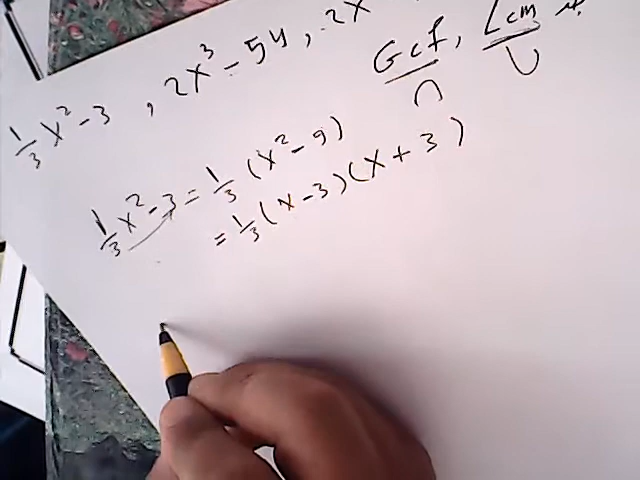 1/3 x² - 3 , 2x³ - 54 , 2x
Gcf , Lcm
∩ ∪
1/3 x² - 3 = 1/3 (x² - 9)
= 1/3 (x - 3)(x + 3)